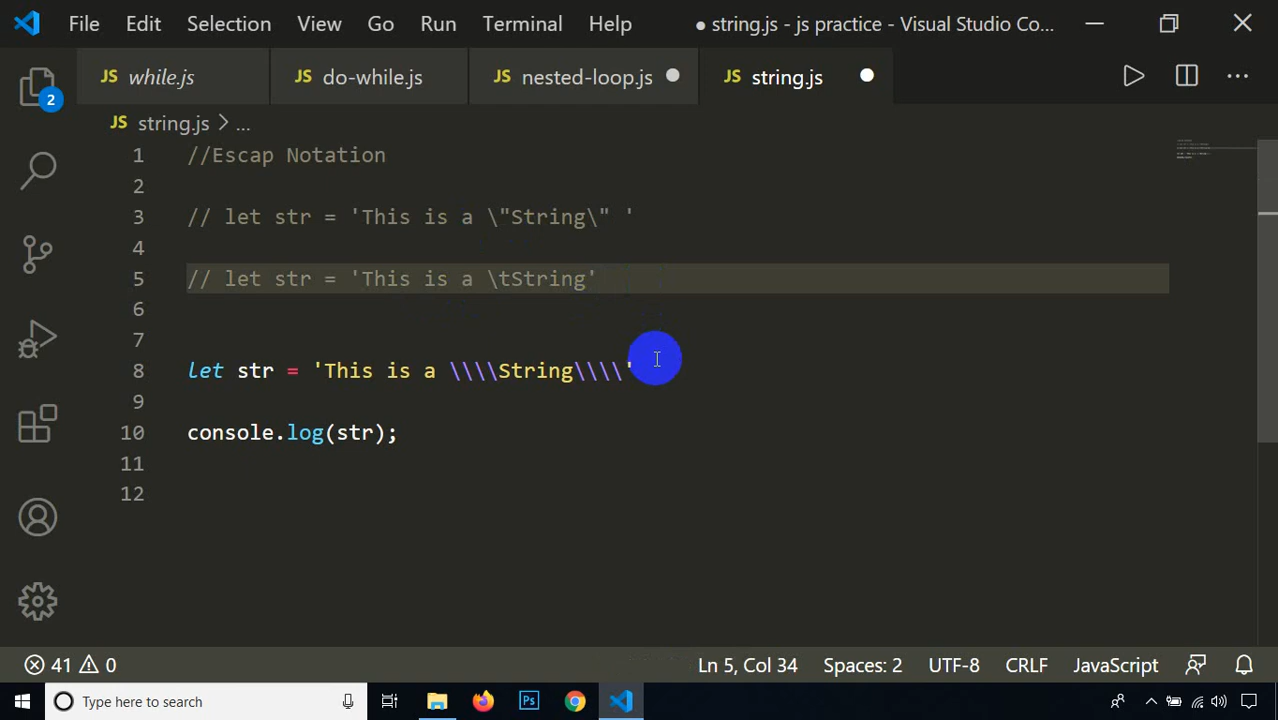 File Edit Selection View Go Run Terminal Help ● string.js - js practice - Visual Studio Co...
JS while.js JS do-while.js JS nested-loop.js JS string.js
JS string.js > ...
1 //Escap Notation
2
3 // let str = 'This is a \"String\" '
4
5 // let str = 'This is a \tString'
6
7
8 let str = 'This is a \\\\String\\\\'
9
10 console.log(str);
11
12
2
41 0 Ln 5, Col 34 Spaces: 2 UTF-8 CRLF JavaScript
Type here to search Ps